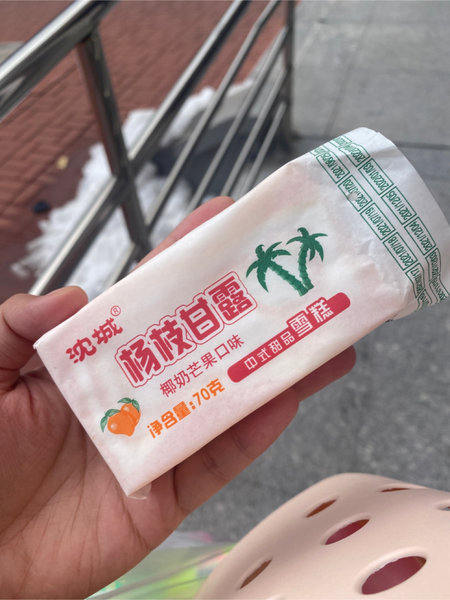 沈城®
杨枝甘露
椰奶芒果口味
中式甜品 雪糕
净含量:70克